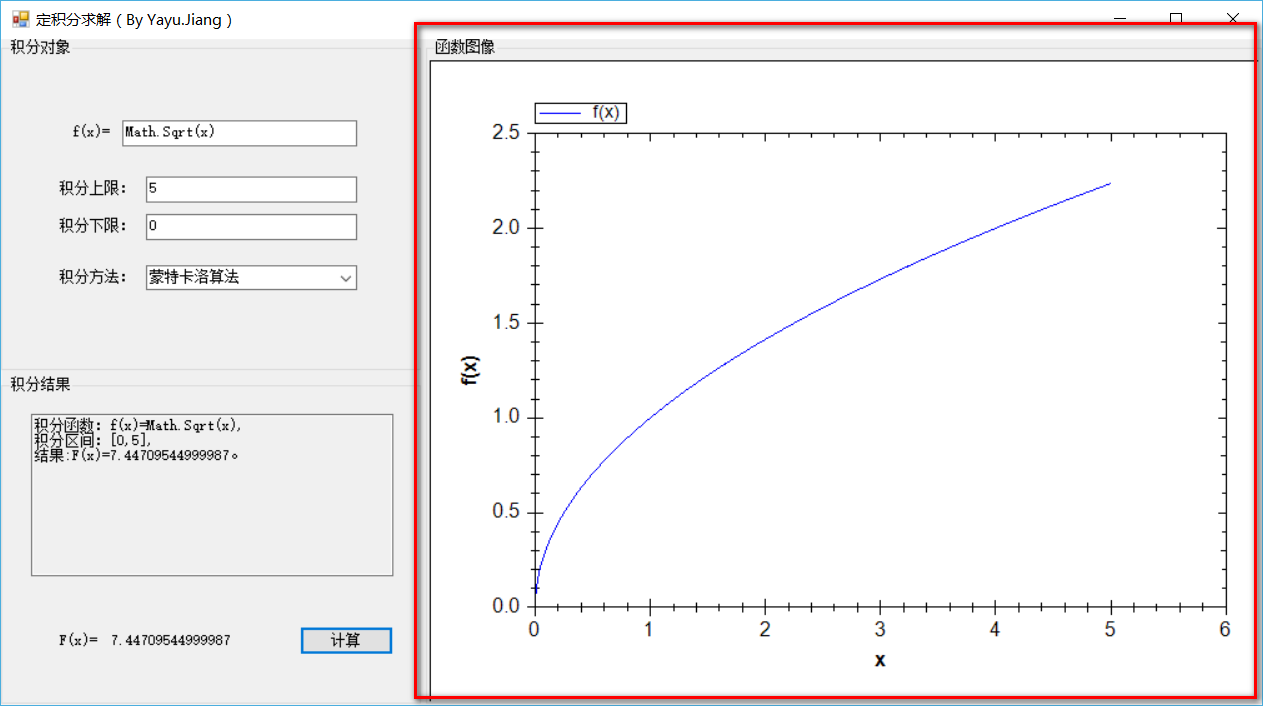 定积分求解（By YayuJiang）
积分对象
f(x)= Math.Sqrt(x)
积分上限: 5
积分下限: 0
积分方法: 蒙特卡洛算法
积分结果
积分函数: f(x)=Math.Sqrt(x),
积分区间: [0,5],
结果:F(x)=7.44709544999987。
F(x)= 7.44709544999987
计算
函数图像
f(x)
2.5
2.0
1.5
1.0
0.5
0.0
f(x)
0 1 2 3 4 5 6
x